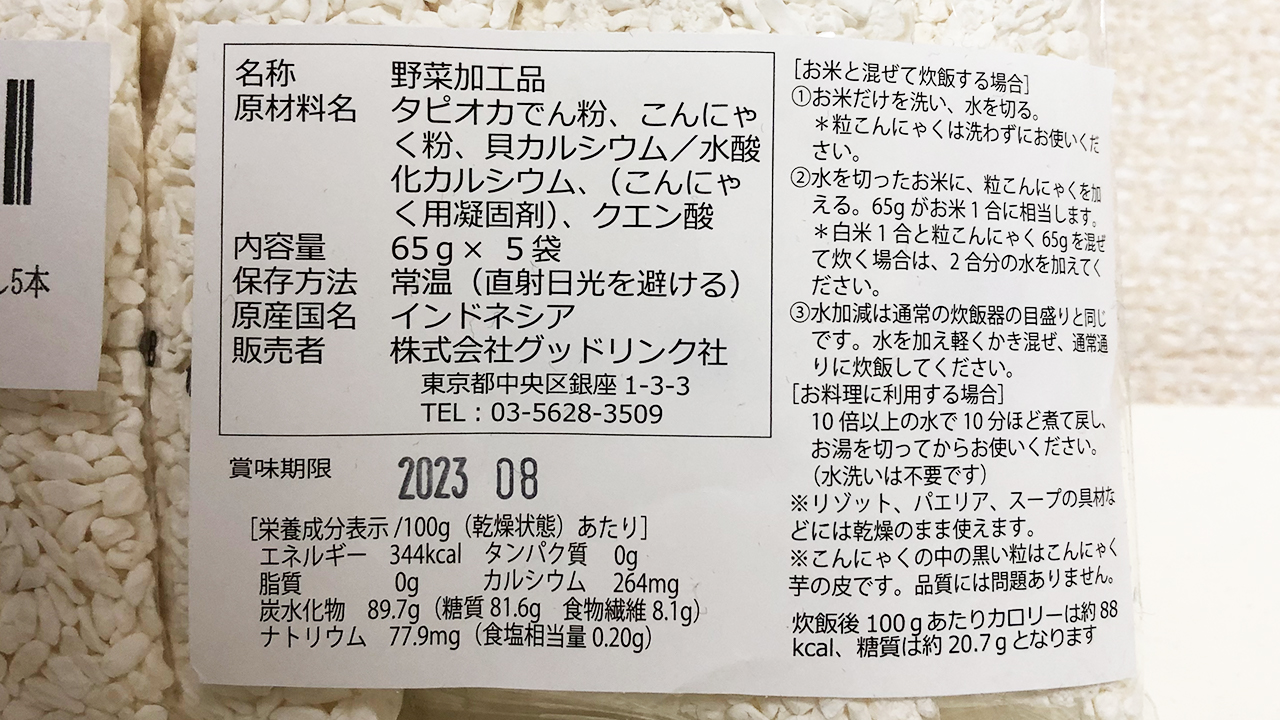 名称 野菜加工品
原材料名 タピオカでん粉、こんにゃ
く粉、貝カルシウム／水酸
化カルシウム、（こんにゃ
く用凝固剤）、クエン酸
内容量 65g× 5袋
保存方法 常温（直射日光を避ける）
原産国名 インドネシア
販売者 株式会社グッドリンク社
東京都中央区銀座 1-3-3
TEL：03-5628-3509
賞味期限 2023 08
［栄養成分表示 /100g（乾燥状態）あたり］
エネルギー 344kcal タンパク質 0g
脂質 0g カルシウム 264mg
炭水化物 89.7g（糖質 81.6g 食物繊維 8.1g）
ナトリウム 77.9mg（食塩相当量 0.20g）
［お米と混ぜて炊飯する場合］
①お米だけを洗い、水を切る。
＊粒こんにゃくは洗わずにお使いくだ
さい。
②水を切ったお米に、粒こんにゃくを加
える。65g がお米 1 合に相当します。
＊白米 1 合と粒こんにゃく 65g を混ぜ
て炊く場合は、2 合分の水を加えてく
ださい。
③水加減は通常の炊飯器の目盛りと同じ
です。水を加え軽くかき混ぜ、通常通
りに炊飯してください。
［お料理に利用する場合］
10 倍以上の水で 10 分ほど煮て戻し、
お湯を切ってからお使いください。
（水洗いは不要です）
※リゾット、パエリア、スープの具材な
どには乾燥のまま使えます。
※こんにゃくの中の黒い粒はこんにゃく
芋の皮です。品質には問題ありません。
炊飯後 100g あたりカロリーは約 88
kcal、糖質は約 20.7g となります
5本